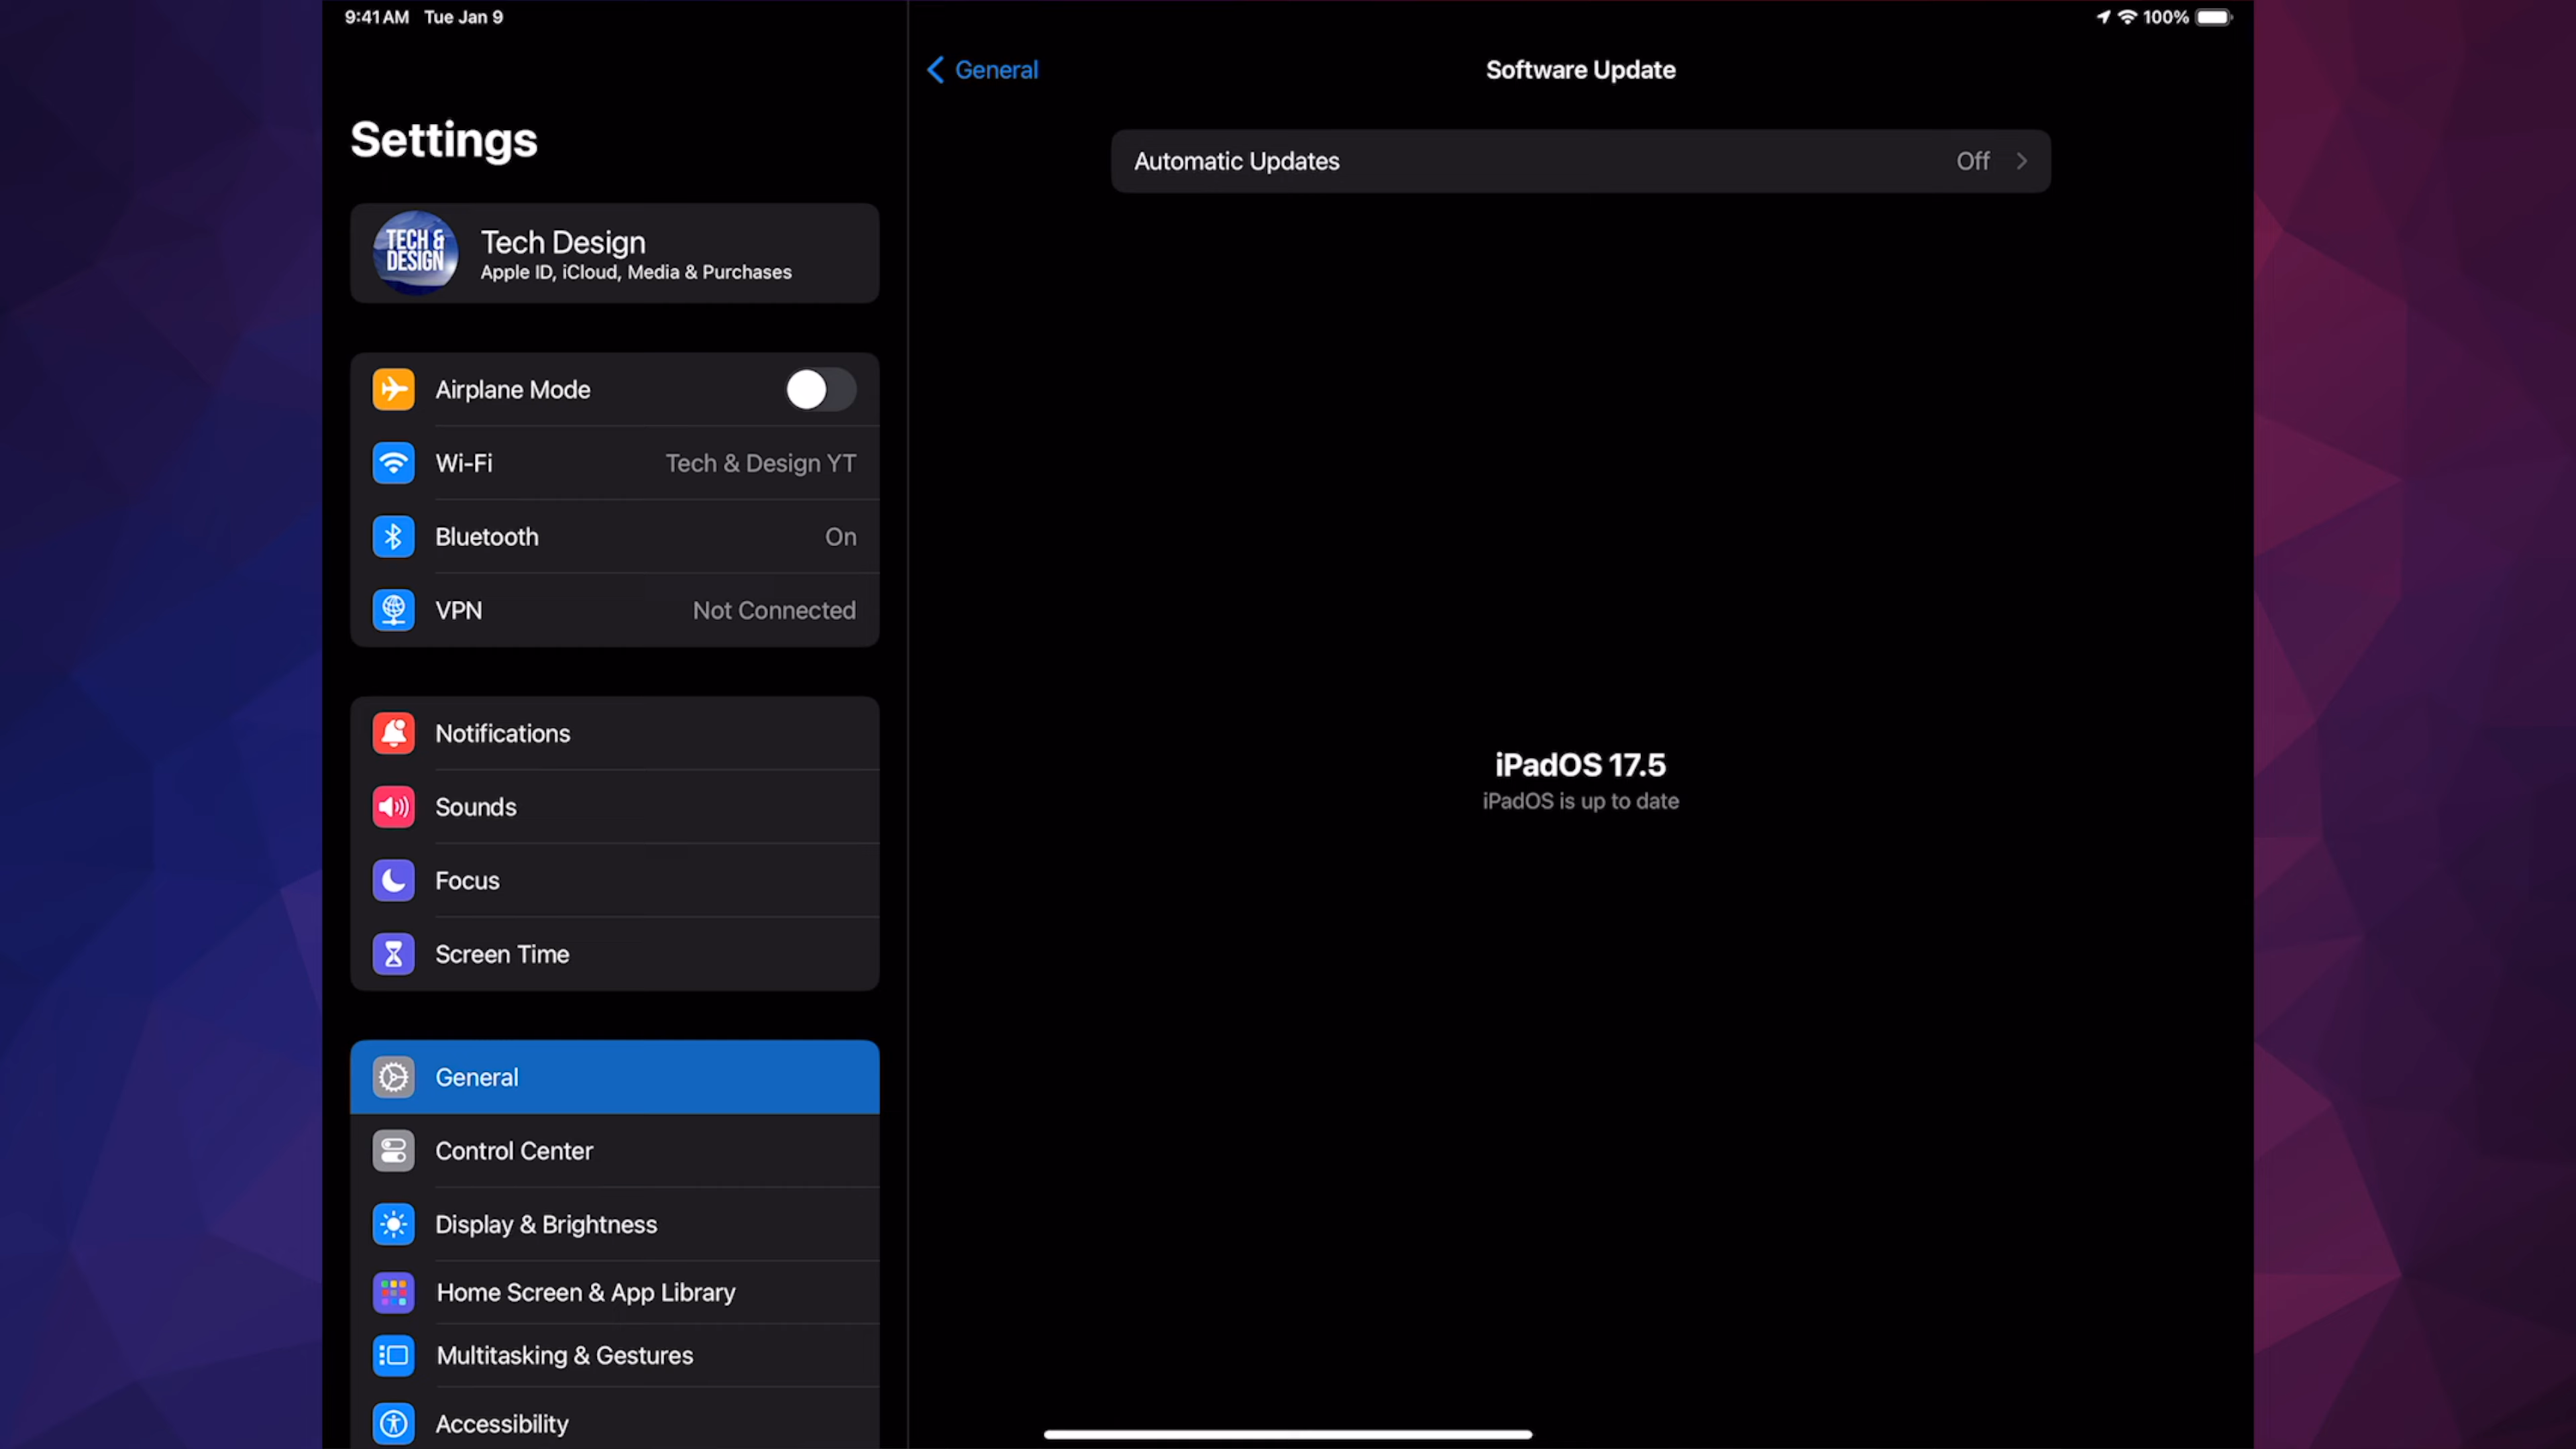 9:41 AM Tue Jan 9
100%
Settings
TECH &
DESIGN
Tech Design
Apple ID, iCloud, Media & Purchases
Airplane Mode
Wi-Fi Tech & Design YT
Bluetooth On
VPN Not Connected
Notifications
Sounds
Focus
Screen Time
General
Control Center
Display & Brightness
Home Screen & App Library
Multitasking & Gestures
Accessibility
General
Software Update
Automatic Updates Off
iPadOS 17.5
iPadOS is up to date